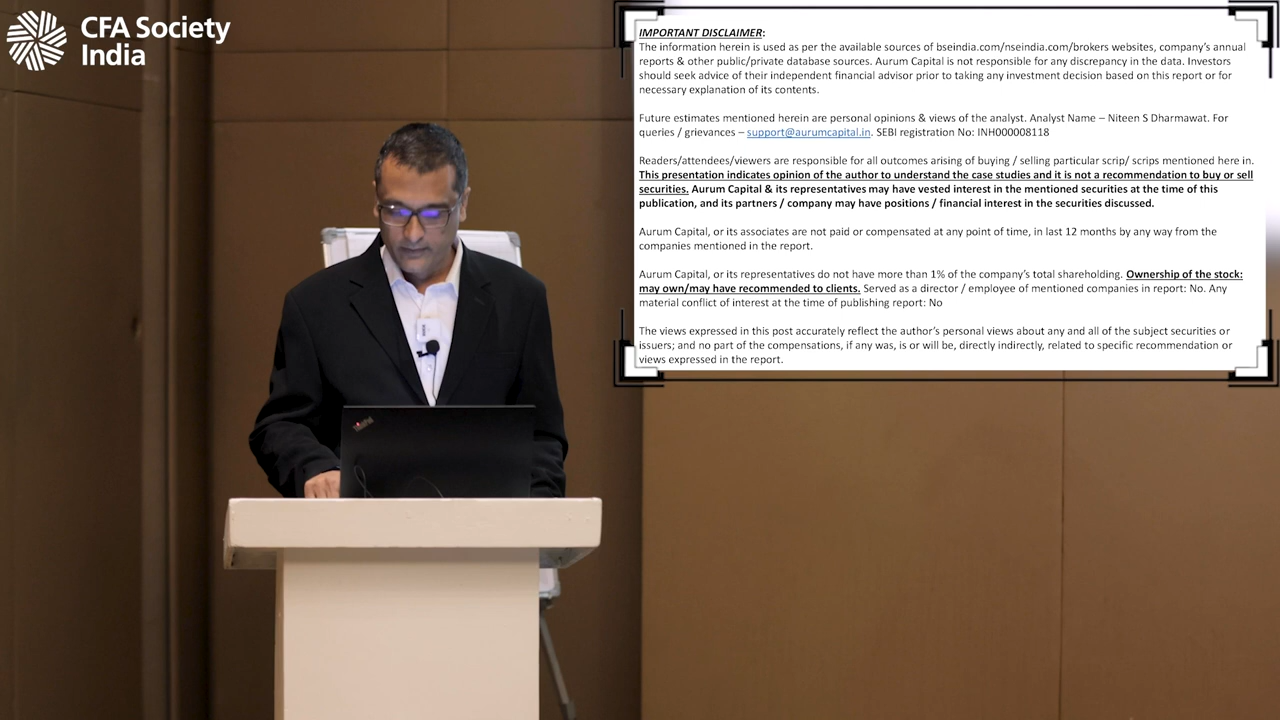 CFA Society
India
IMPORTANT DISCLAIMER:
The information herein is used as per the available sources of bseindia.com/nseindia.com/brokers websites, company's annual
reports & other public/private database sources. Aurum Capital is not responsible for any discrepancy in the data. Investors
should seek advice of their independent financial advisor prior to taking any investment decision based on this report or for
necessary explanation of its contents.
Future estimates mentioned herein are personal opinions & views of the analyst. Analyst Name – Niteen S Dharmawat. For
queries / grievances – support@aurumcapital.in. SEBI registration No: INH000008118
Readers/attendees/viewers are responsible for all outcomes arising of buying / selling particular scrip/ scrips mentioned here in.
This presentation indicates opinion of the author to understand the case studies and it is not a recommendation to buy or sell
securities. Aurum Capital & its representatives may have vested interest in the mentioned securities at the time of this
publication, and its partners / company may have positions / financial interest in the securities discussed.
Aurum Capital, or its associates are not paid or compensated at any point of time, in last 12 months by any way from the
companies mentioned in the report.
Aurum Capital, or its representatives do not have more than 1% of the company's total shareholding. Ownership of the stock:
may own/may have recommended to clients. Served as a director / employee of mentioned companies in report: No. Any
material conflict of interest at the time of publishing report: No
The views expressed in this post accurately reflect the author's personal views about any and all of the subject securities or
issuers; and no part of the compensations, if any was, is or will be, directly indirectly, related to specific recommendation or
views expressed in the report.
ThinkPad